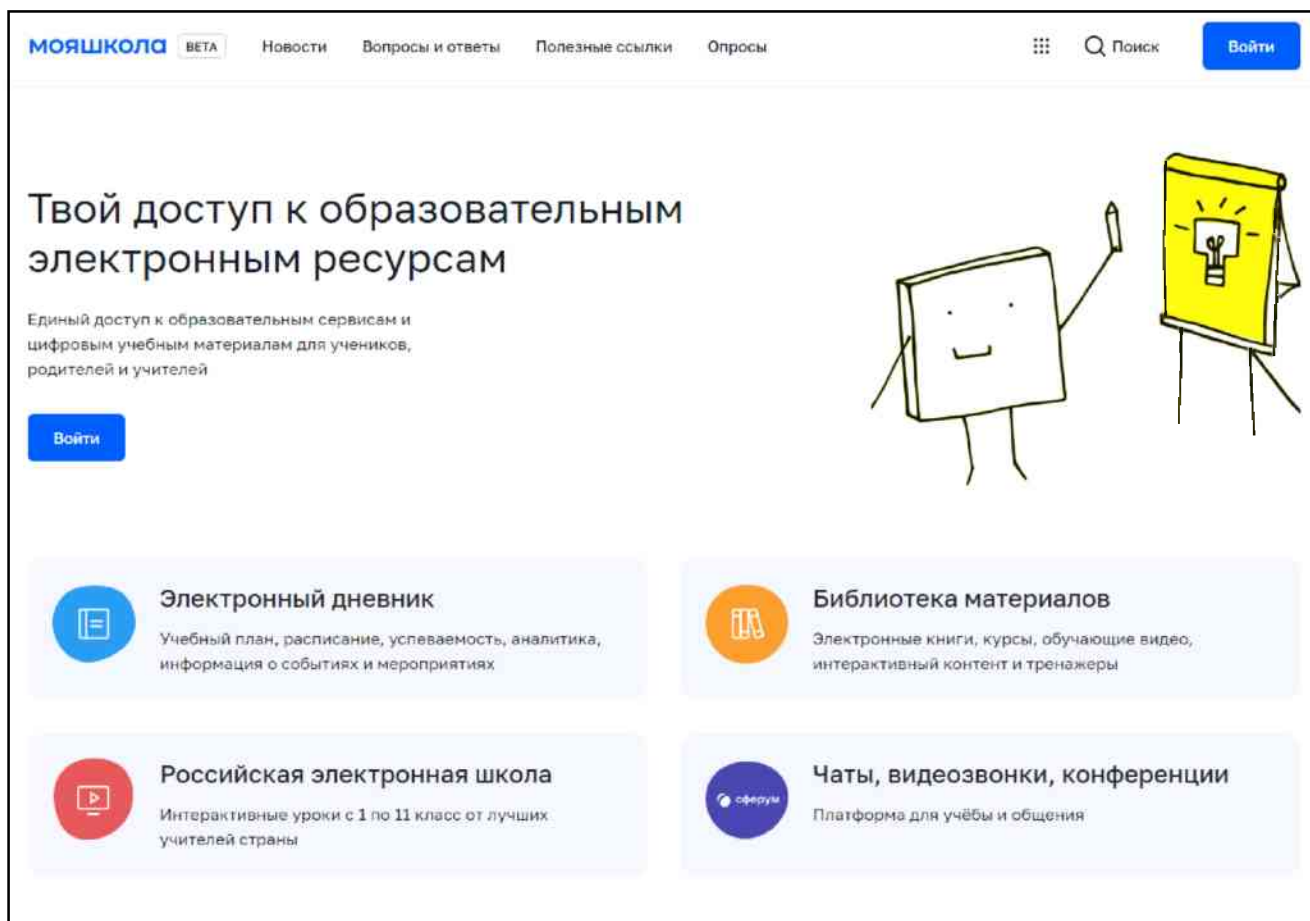 мояшкола BETA Новости Вопросы и ответы Полезные ссылки Опросы Поиск Войти
Твой доступ к образовательным
электронным ресурсам
Единый доступ к образовательным сервисам и
цифровым учебным материалам для учеников,
родителей и учителей
Войти
Электронный дневник
Учебный план, расписание, успеваемость, аналитика,
информация о событиях и мероприятиях
Библиотека материалов
Электронные книги, курсы, обучающие видео,
интерактивный контент и тренажеры
Российская электронная школа
Интерактивные уроки с 1 по 11 класс от лучших
учителей страны
сферум
Чаты, видеозвонки, конференции
Платформа для учёбы и общения